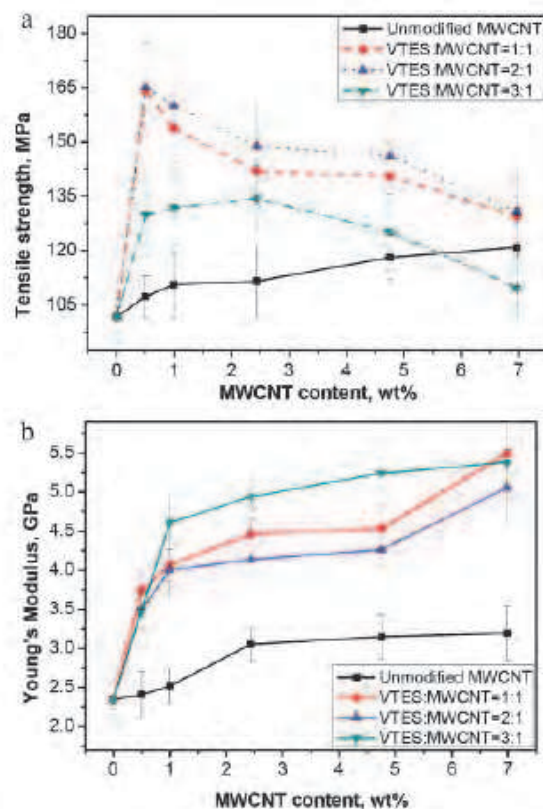 a
180
165
150
135
120
105
Tensile strength, MPa
Unmodified MWCNT
VTES:MWCNT=1:1
VTES:MWCNT=2:1
VTES:MWCNT=3:1
0 1 2 3 4 5 6 7
MWCNT content, wt%
b
5.5
5.0
4.5
4.0
3.5
3.0
2.5
2.0
Young's Modulus, GPa
Unmodified MWCNT
VTES:MWCNT=1:1
VTES:MWCNT=2:1
VTES:MWCNT=3:1
0 1 2 3 4 5 6 7
MWCNT content, wt%